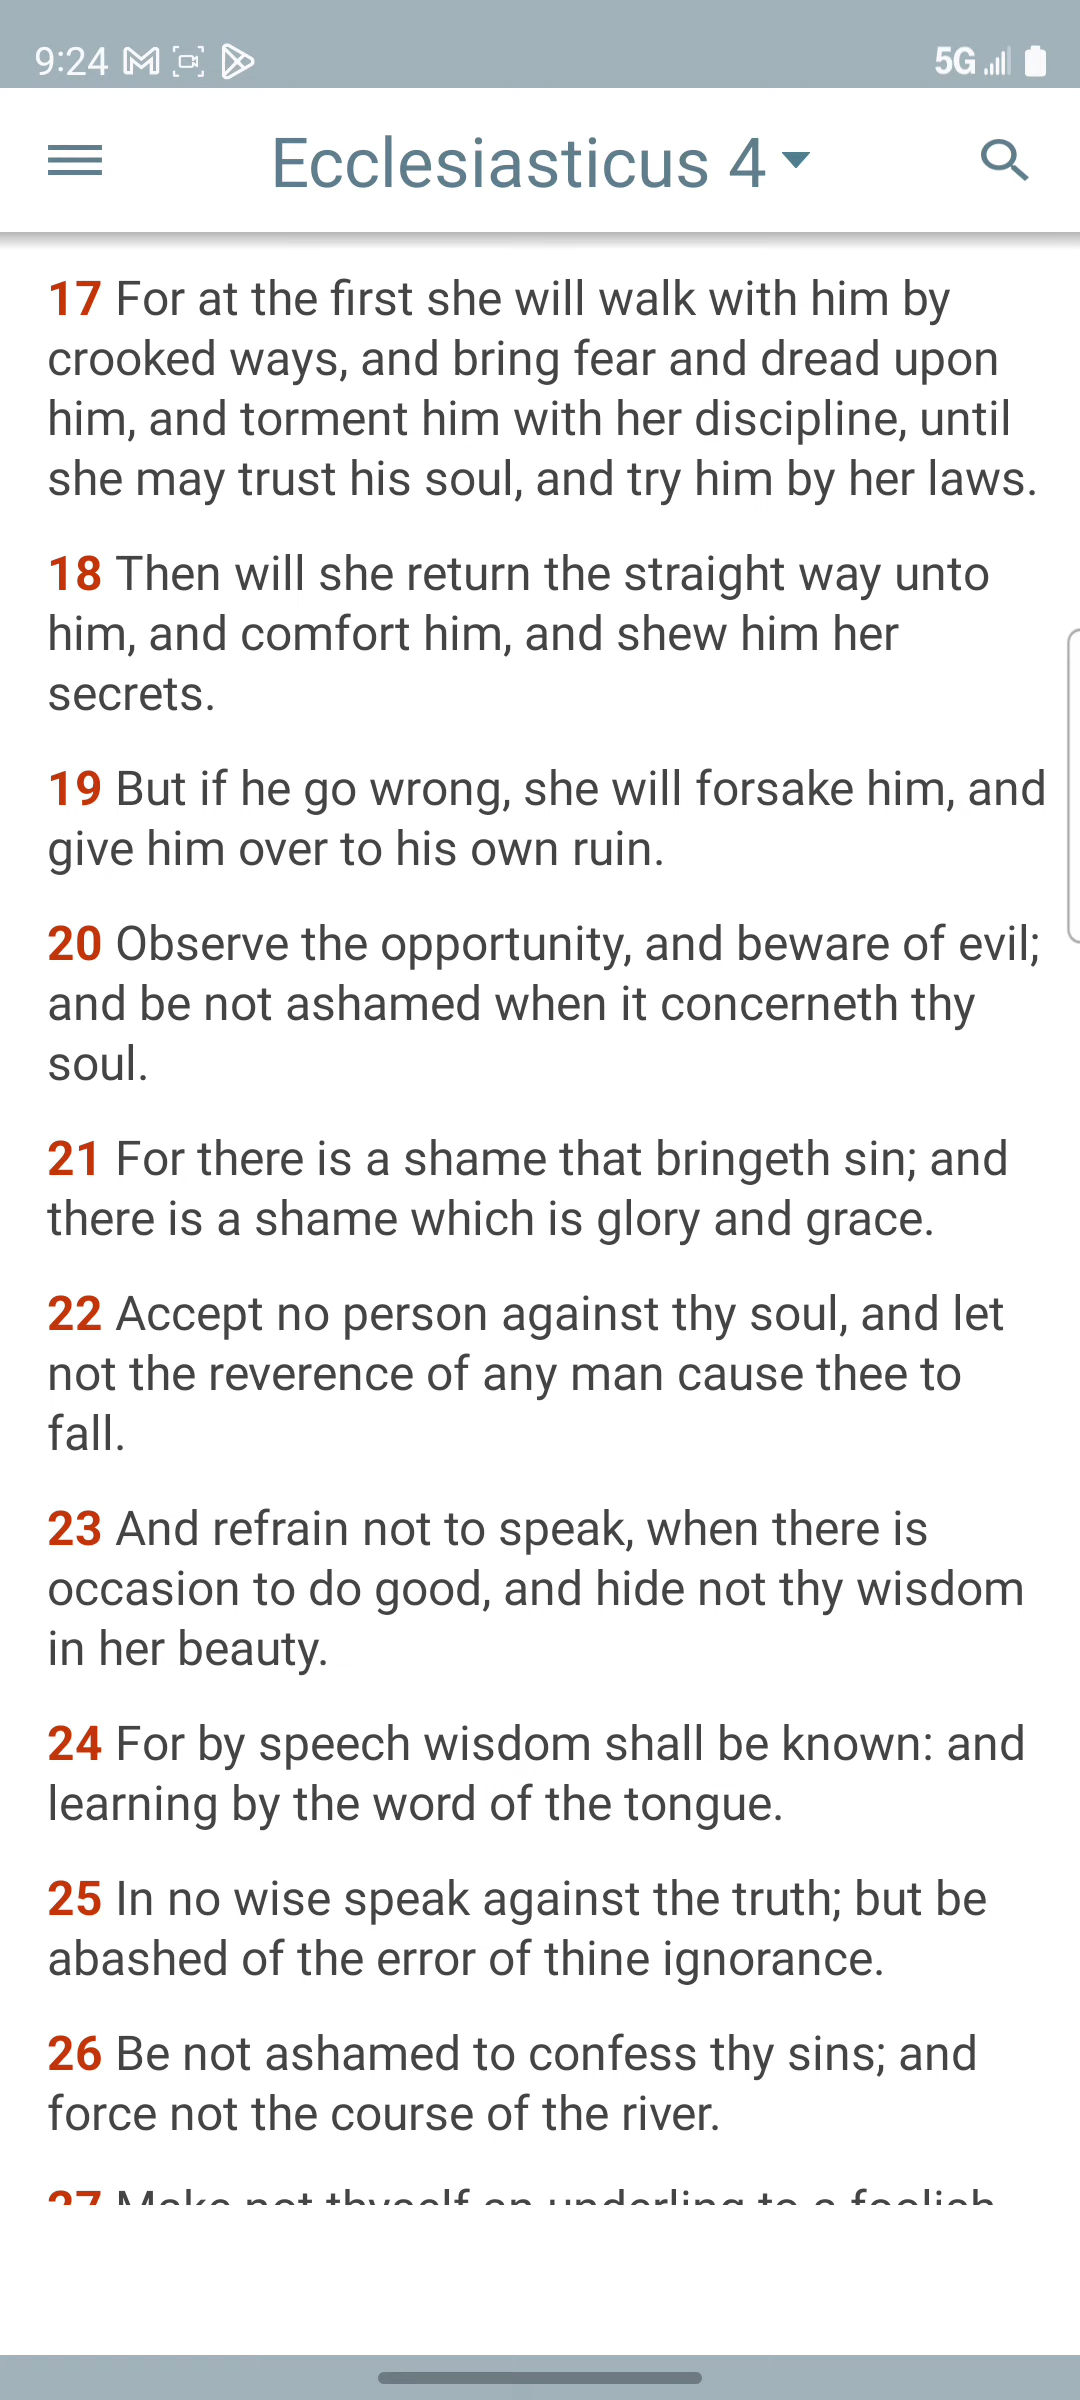 9:24
5G
Ecclesiasticus 4
17 For at the first she will walk with him by
crooked ways, and bring fear and dread upon
him, and torment him with her discipline, until
she may trust his soul, and try him by her laws.
18 Then will she return the straight way unto
him, and comfort him, and shew him her
secrets.
19 But if he go wrong, she will forsake him, and
give him over to his own ruin.
20 Observe the opportunity, and beware of evil;
and be not ashamed when it concerneth thy
soul.
21 For there is a shame that bringeth sin; and
there is a shame which is glory and grace.
22 Accept no person against thy soul, and let
not the reverence of any man cause thee to
fall.
23 And refrain not to speak, when there is
occasion to do good, and hide not thy wisdom
in her beauty.
24 For by speech wisdom shall be known: and
learning by the word of the tongue.
25 In no wise speak against the truth; but be
abashed of the error of thine ignorance.
26 Be not ashamed to confess thy sins; and
force not the course of the river.
27 Make not thyself an underling to a foolish